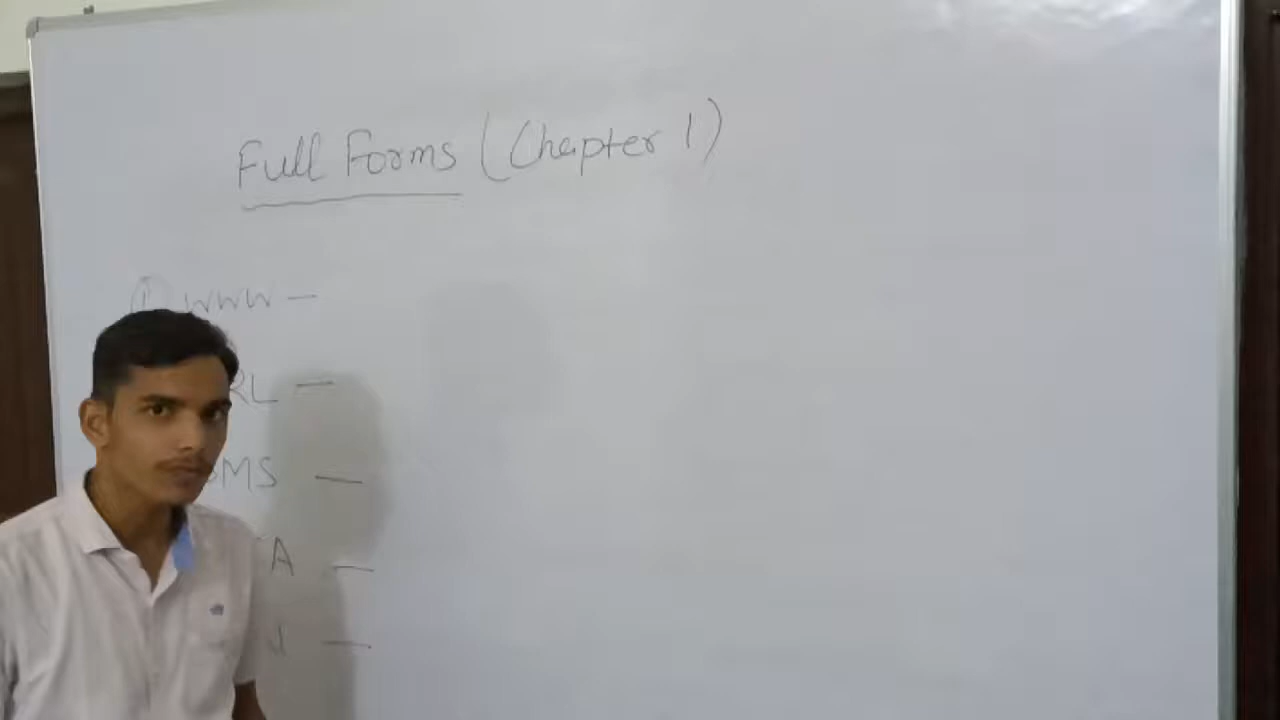 Full Forms (Chapter 1)
① WWW —
RL —
MS —
A —